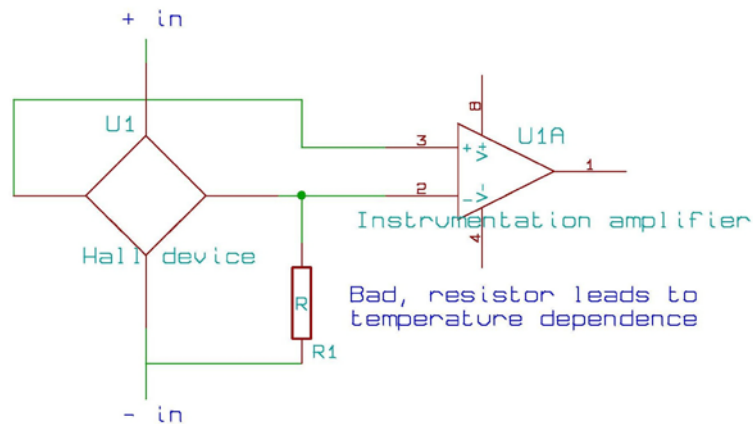 + in
U1
8
U1A
3
+
V+
1
2
-
V-
Instrumentation amplifier
4
Hall device
R
Bad, resistor leads to
temperature dependence
R1
- in